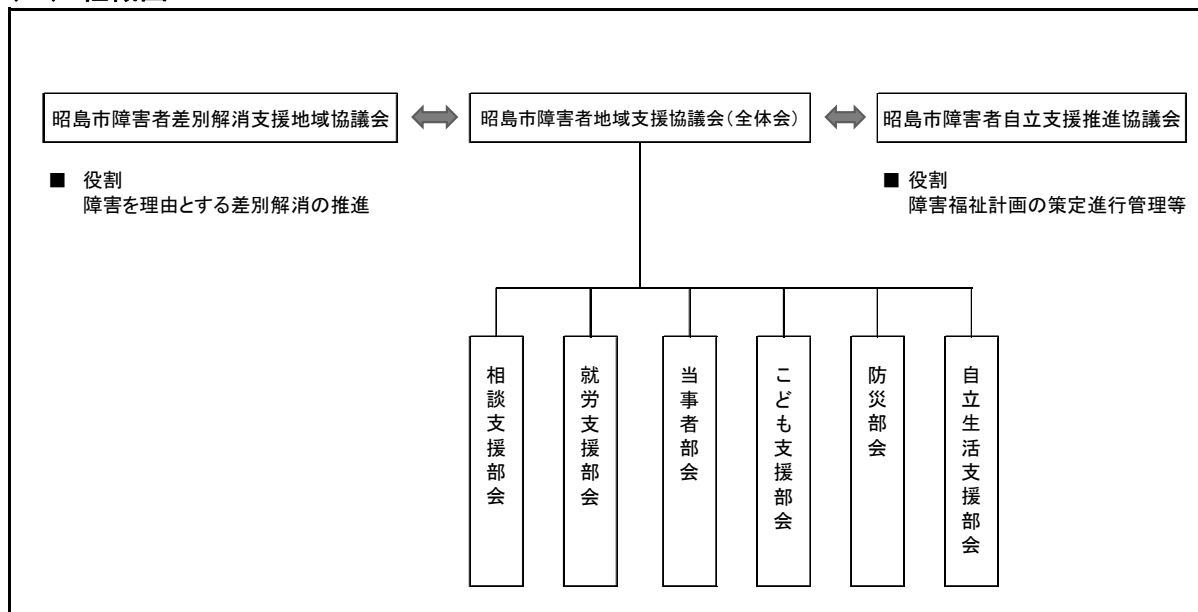 昭島市障害者差別解消支援地域協議会
昭島市障害者地域支援協議会(全体会)
昭島市障害者自立支援推進協議会
■ 役割
障害を理由とする差別解消の推進
■ 役割
障害福祉計画の策定進行管理等
相談支援部会
就労支援部会
当事者部会
こども支援部会
防災部会
自立生活支援部会